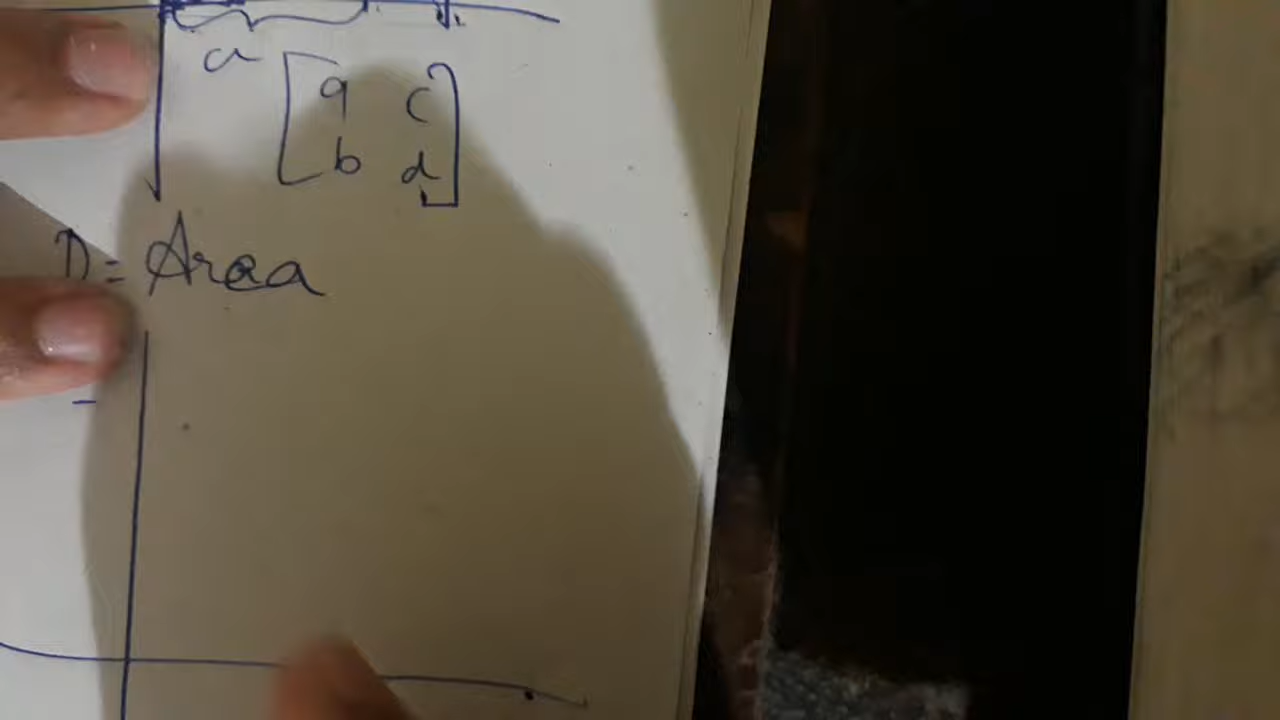 a
[a c]
[b d]
D = Area